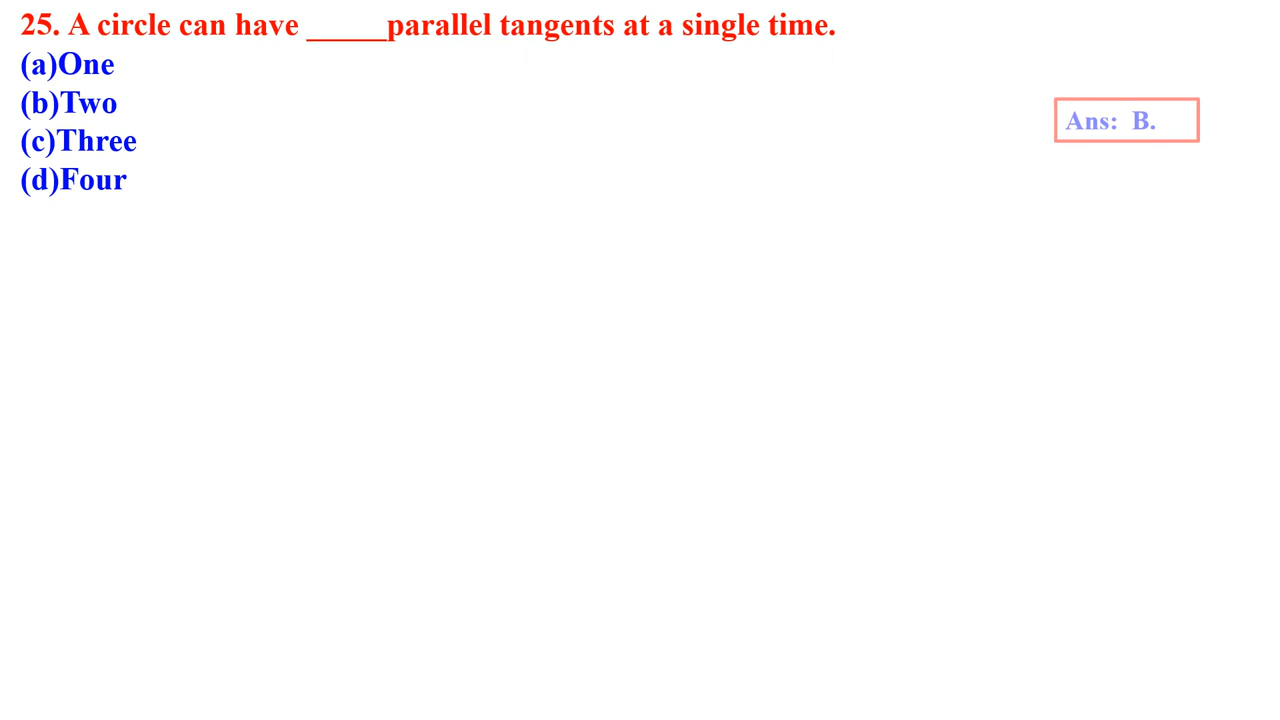 25. A circle can have _____parallel tangents at a single time.
(a)One
(b)Two
(c)Three
(d)Four
Ans: B.